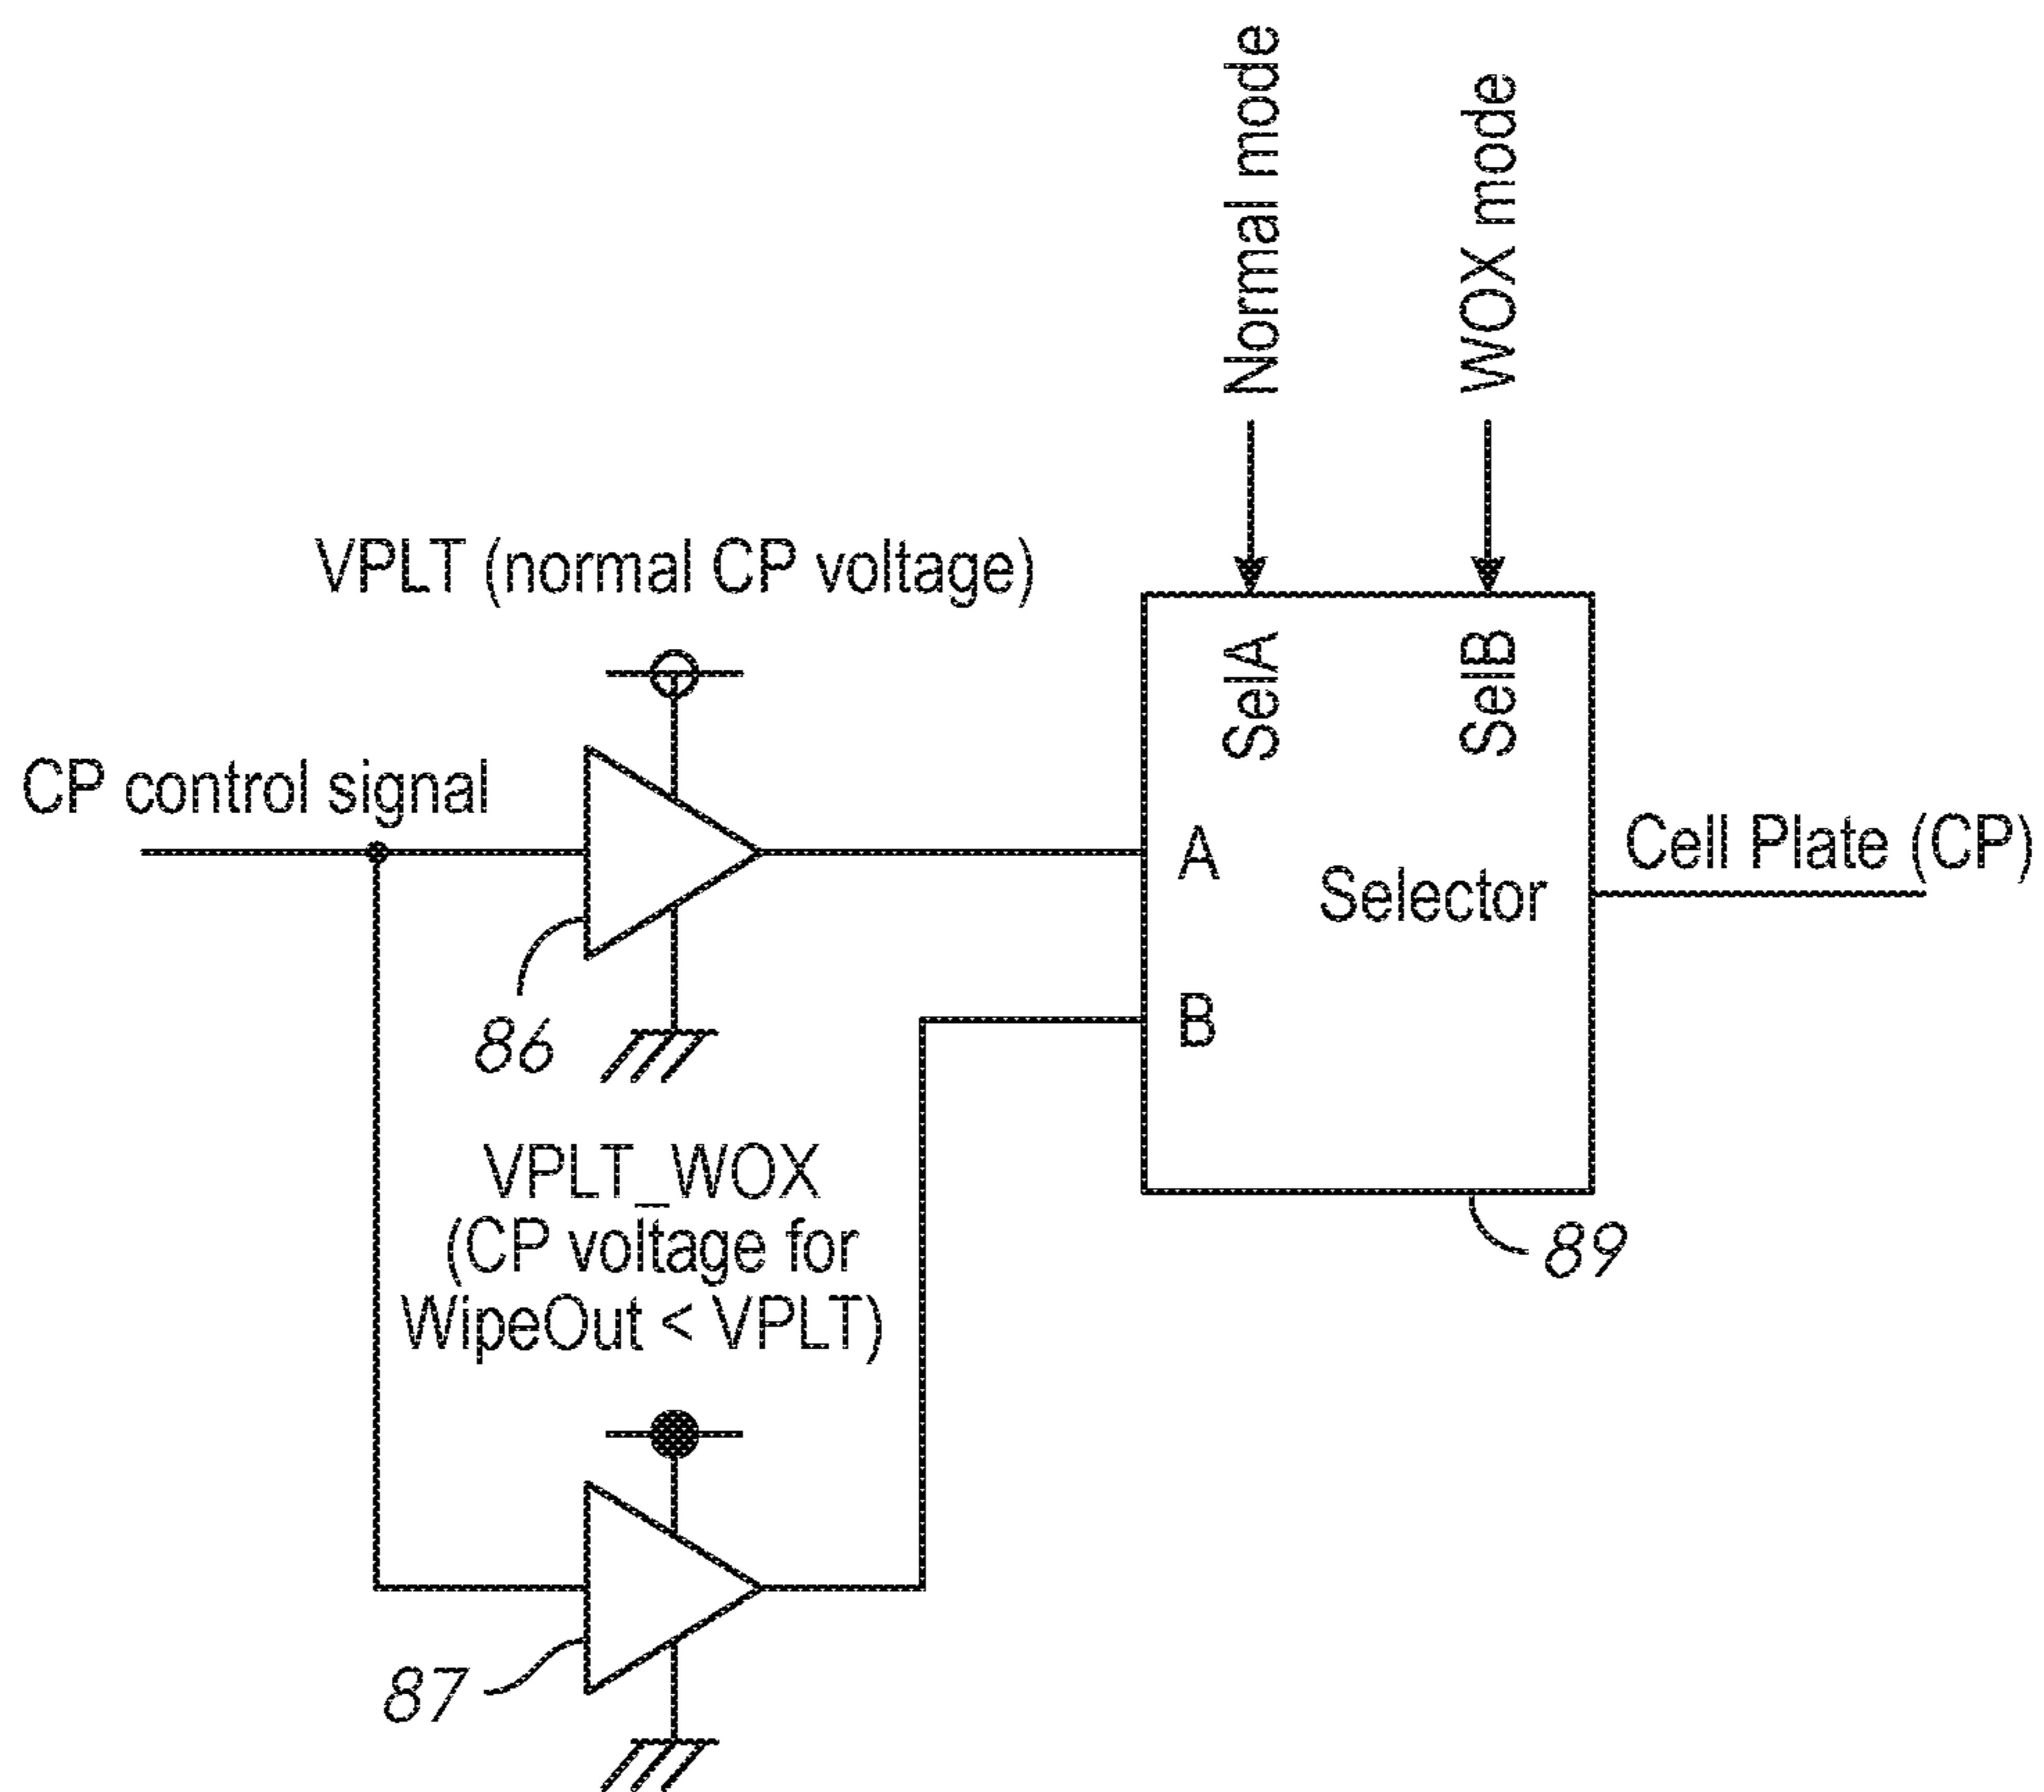 Normal mode
WOX mode
VPLT (normal CP voltage)
SelA
SelB
CP control signal
A
Selector
Cell Plate (CP)
86
B
VPLT_WOX
(CP voltage for
WipeOut < VPLT)
89
87